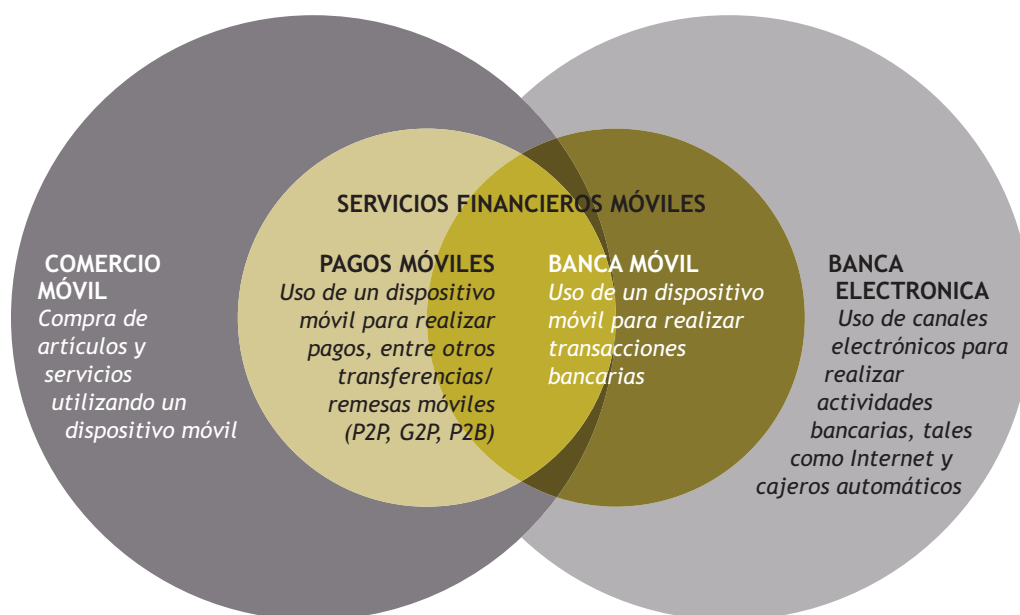 SERVICIOS FINANCIEROS MÓVILES
COMERCIO
MÓVIL
Compra de
artículos y
servicios
utilizando un
dispositivo móvil
PAGOS MÓVILES
Uso de un dispositivo
móvil para realizar
pagos, entre otros
transferencias/
remesas móviles
(P2P, G2P, P2B)
BANCA MÓVIL
Uso de un dispositivo
móvil para realizar
transacciones
bancarias
BANCA
ELECTRONICA
Uso de canales
electrónicos para
realizar
actividades
bancarias, tales
como Internet y
cajeros automáticos